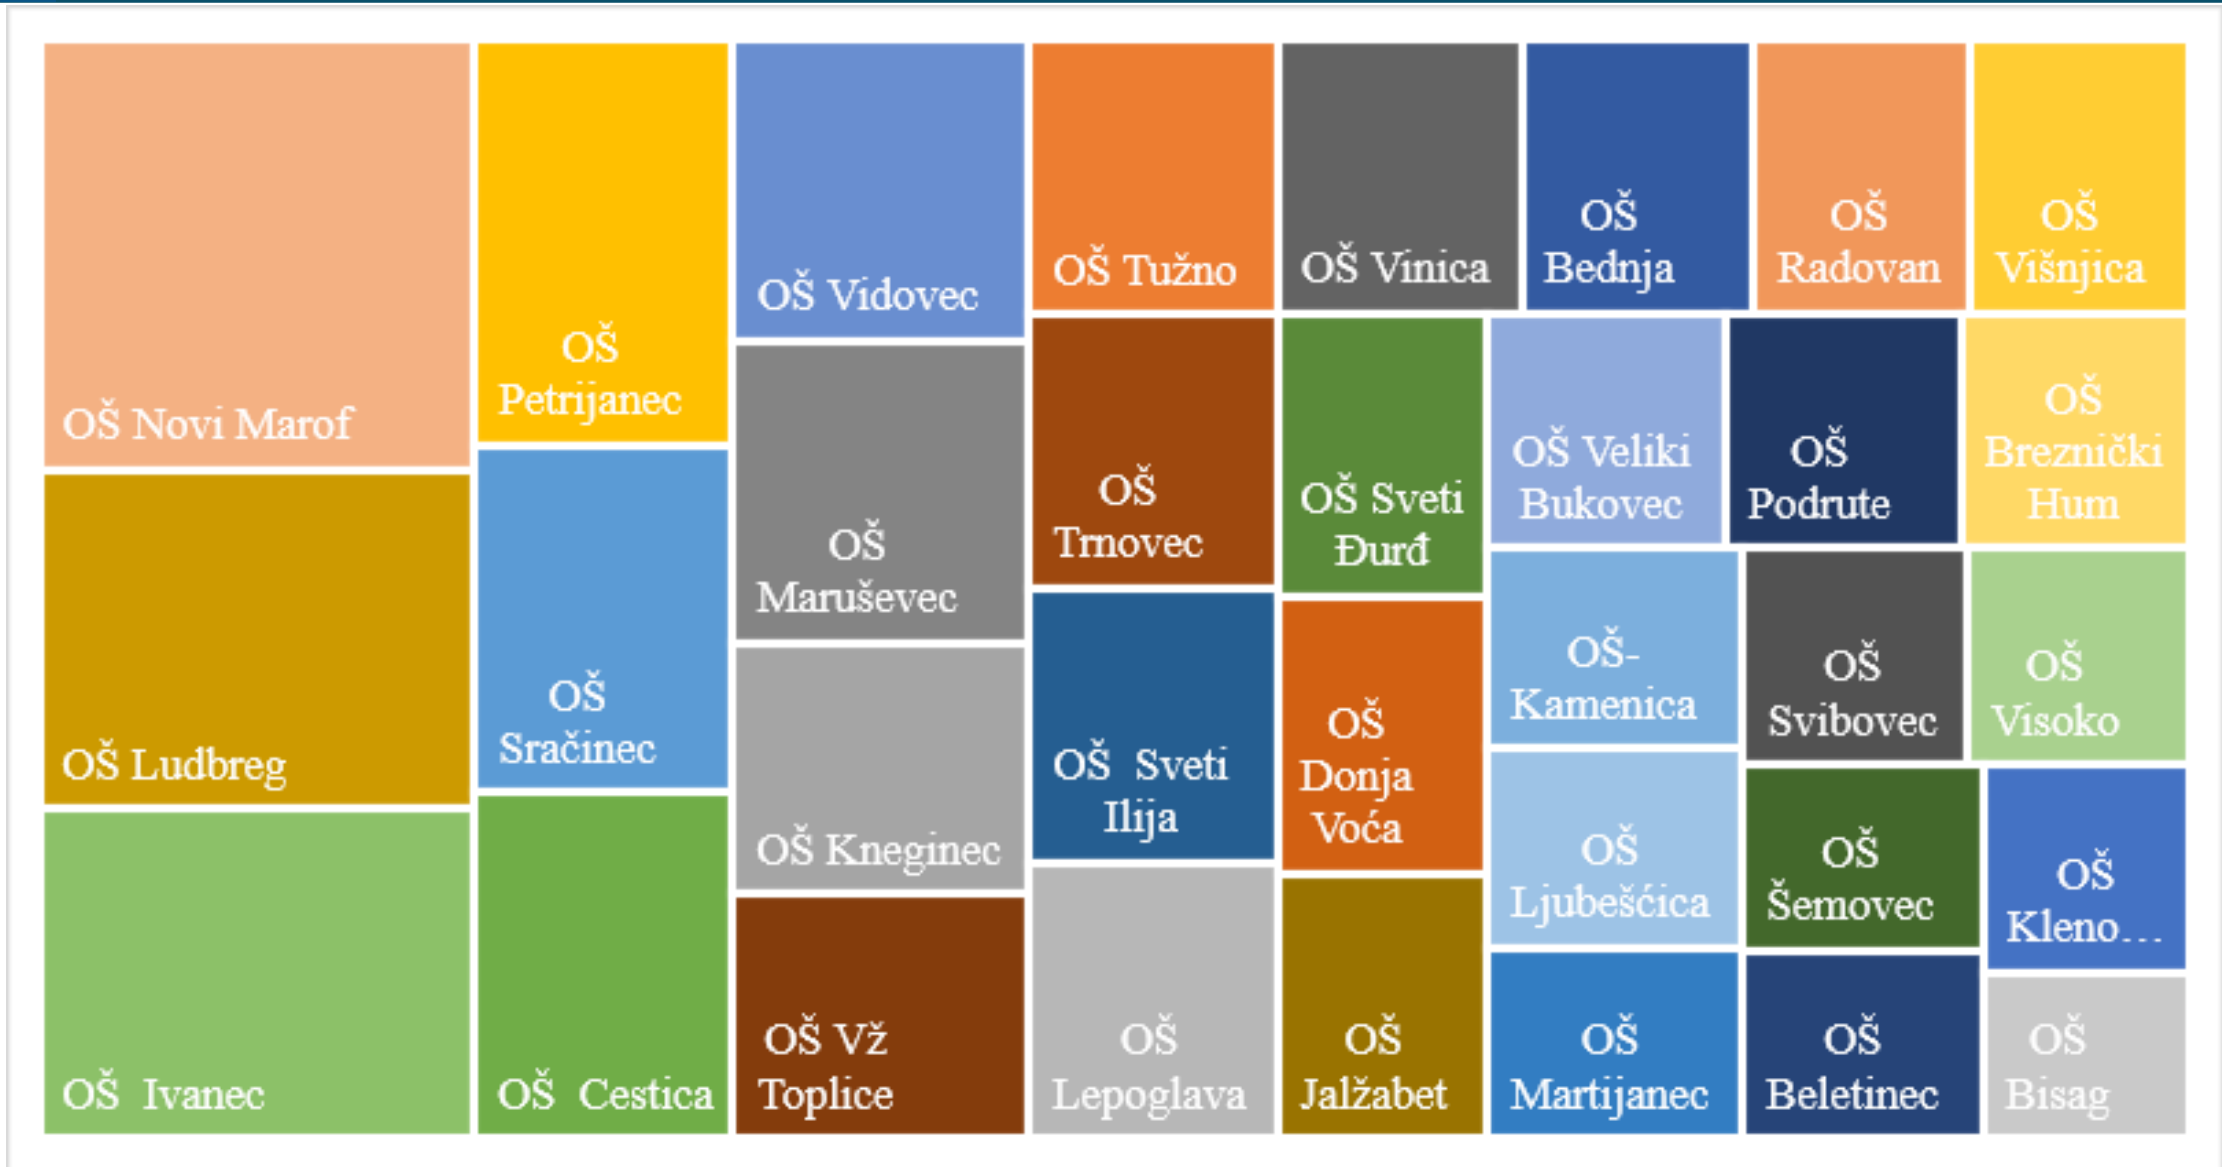 OŠ Novi Marof
OŠ Ludbreg
OŠ Ivanec
OŠ
Petrijanec
OŠ
Sračinec
OŠ Cestica
OŠ Vidovec
OŠ
Maruševec
OŠ Kneginec
OŠ Vž
Toplice
OŠ Tužno
OŠ
Trnovec
OŠ Sveti
Ilija
OŠ
Lepoglava
OŠ Vinica
OŠ
Bednja
OŠ
Radovan
OŠ
Višnjica
OŠ Sveti
Đurđ
OŠ
Donja
Voća
OŠ
Jalžabet
OŠ Veliki
Bukovec
OŠ
Podrute
OŠ
Breznički
Hum
OŠ-
Kamenica
OŠ
Ljubešćica
OŠ
Martijanec
OŠ
Svibovec
OŠ
Visoko
OŠ
Šemovec
OŠ
Beletinec
OŠ
Kleno...
OŠ
Bisag